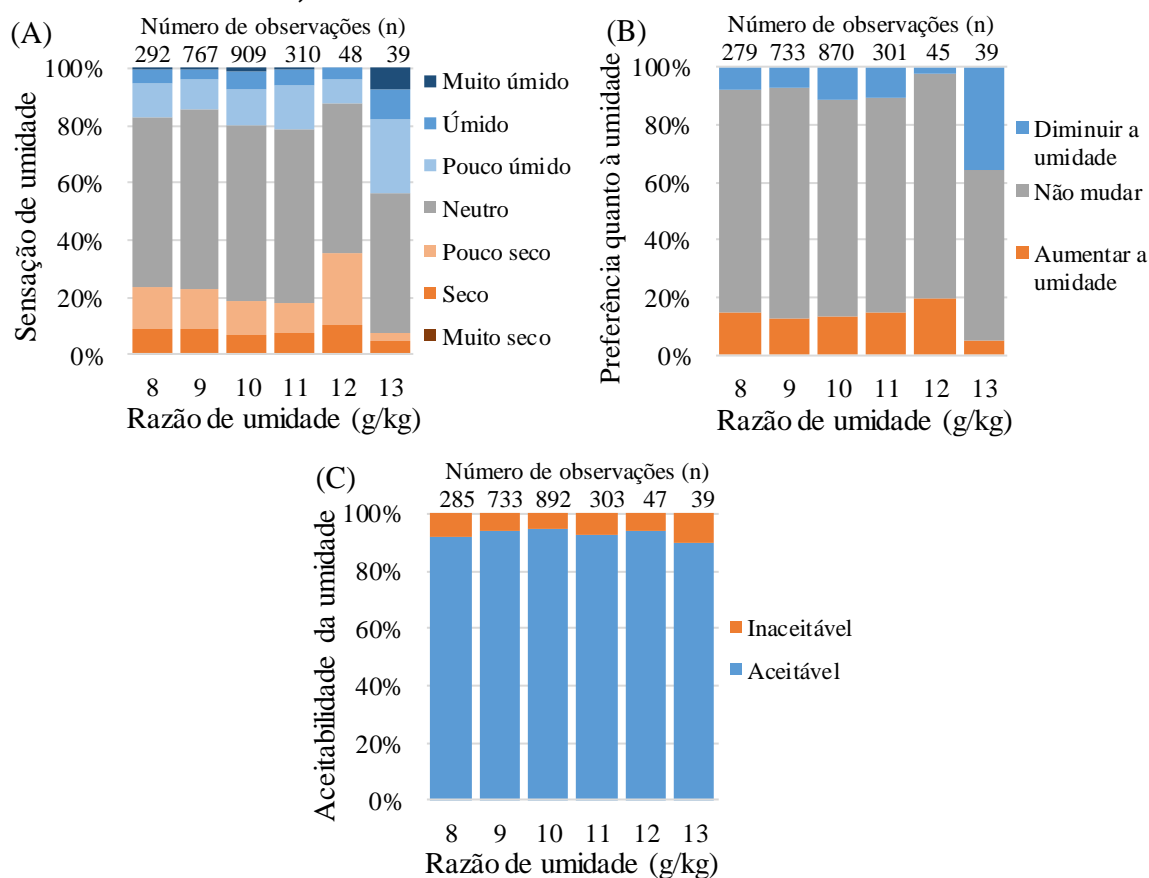 (A)
Número de observações (n)
292 767 909 310 48 39
Sensação de umidade
100%
80%
60%
40%
20%
0%
8 9 10 11 12 13
Razão de umidade (g/kg)
Muito úmido
Úmido
Pouco úmido
Neutro
Pouco seco
Seco
Muito seco
(B)
Número de observações (n)
279 733 870 301 45 39
Preferência quanto à umidade
100%
80%
60%
40%
20%
0%
8 9 10 11 12 13
Razão de umidade (g/kg)
Diminuir a
umidade
Não mudar
Aumentar a
umidade
(C)
Número de observações (n)
285 733 892 303 47 39
Aceitabilidade da umidade
100%
80%
60%
40%
20%
0%
8 9 10 11 12 13
Razão de umidade (g/kg)
Inaceitável
Aceitável